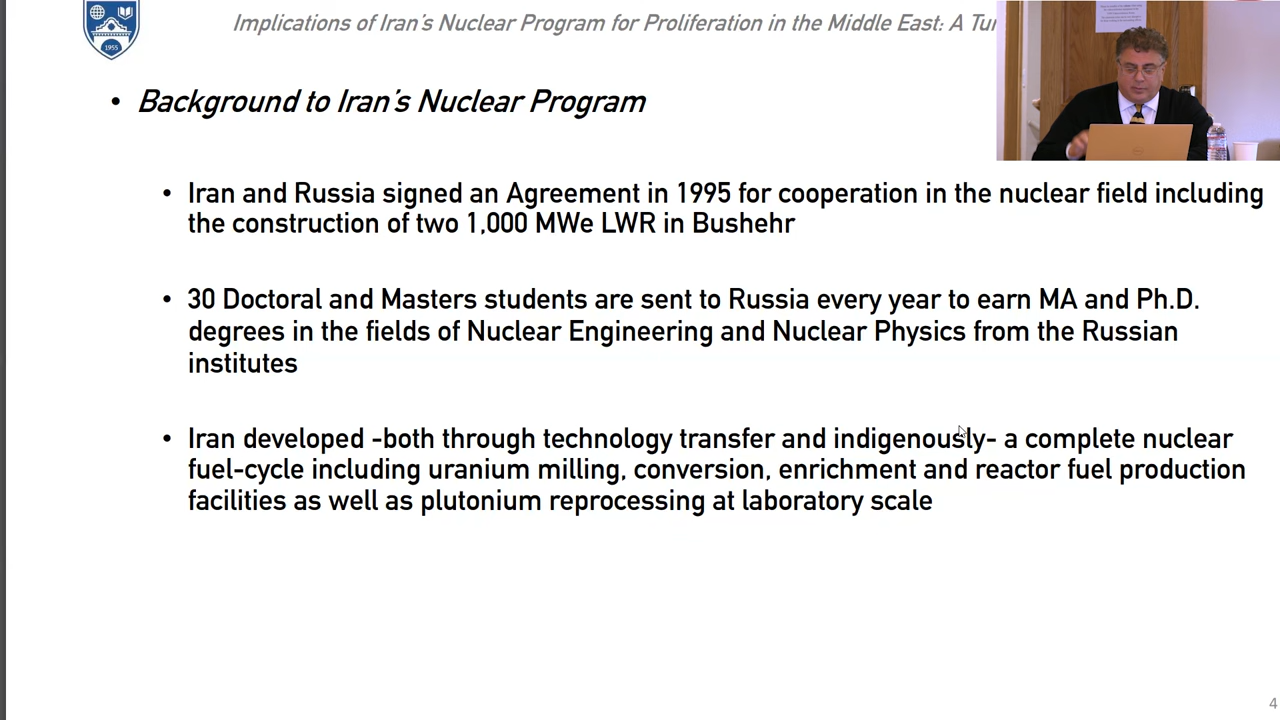 Implications of Iran's Nuclear Program for Proliferation in the Middle East: A Tur
• Background to Iran's Nuclear Program
• Iran and Russia signed an Agreement in 1995 for cooperation in the nuclear field including
the construction of two 1,000 MWe LWR in Bushehr
• 30 Doctoral and Masters students are sent to Russia every year to earn MA and Ph.D.
degrees in the fields of Nuclear Engineering and Nuclear Physics from the Russian
institutes
• Iran developed -both through technology transfer and indigenously- a complete nuclear
fuel-cycle including uranium milling, conversion, enrichment and reactor fuel production
facilities as well as plutonium reprocessing at laboratory scale
1955
4